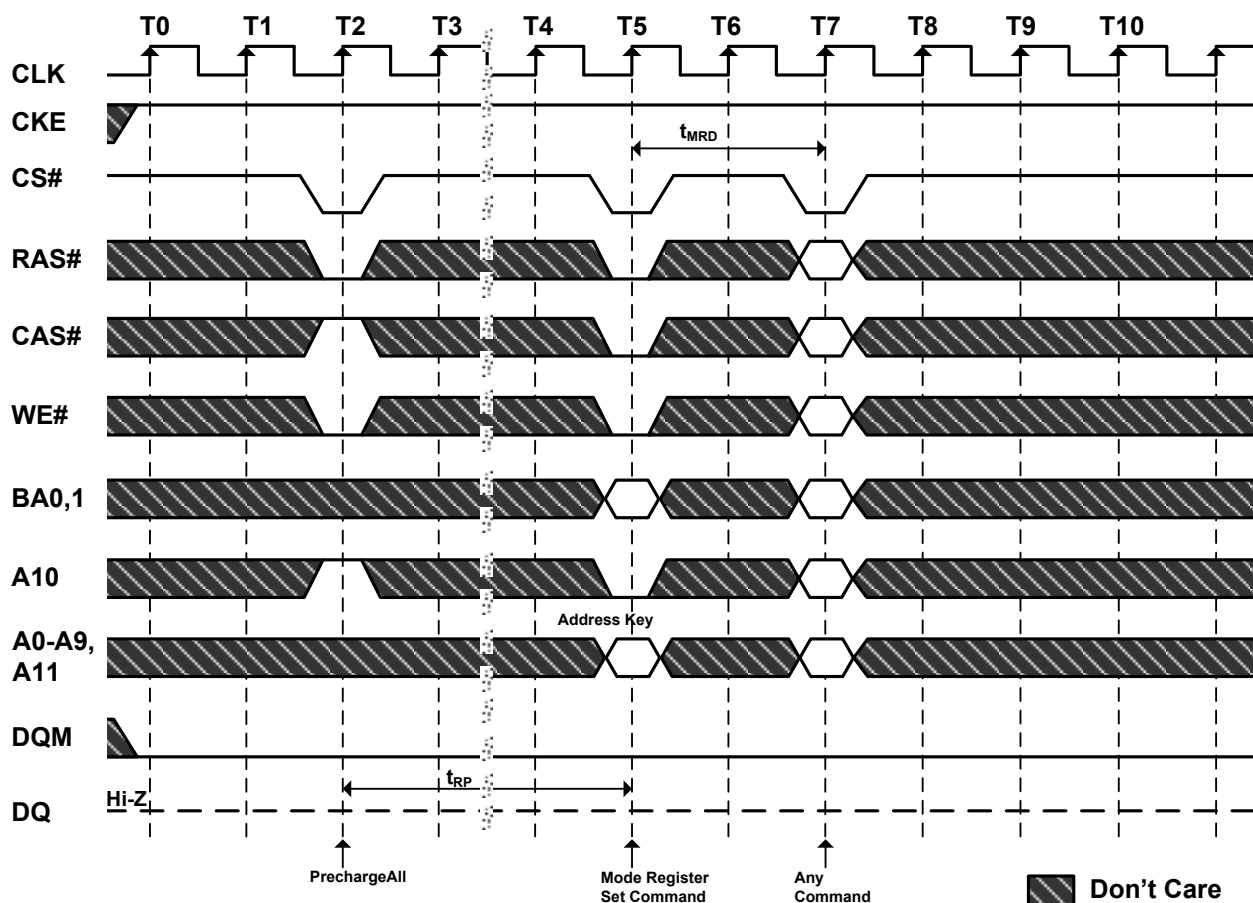 T0 T1 T2 T3 T4 T5 T6 T7 T8 T9 T10
CLK
CKE
tMRD
CS#
RAS#
CAS#
WE#
BA0,1
A10
Address Key
A0-A9,
A11
DQM
tRP
Hi-Z
DQ
PrechargeAll
Mode Register
Set Command
Any
Command
Don't Care